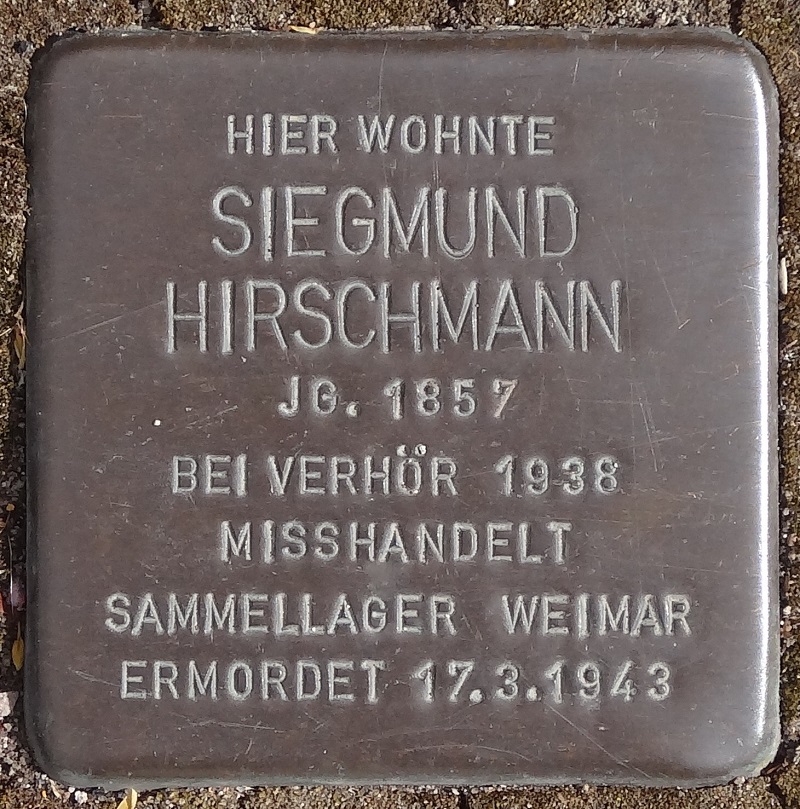 HIER WOHNTE
SIEGMUND
HIRSCHMANN
JG. 1857
BEI VERHÖR 1938
MISSHANDELT
SAMMELLAGER WEIMAR
ERMORDET 17.3.1943